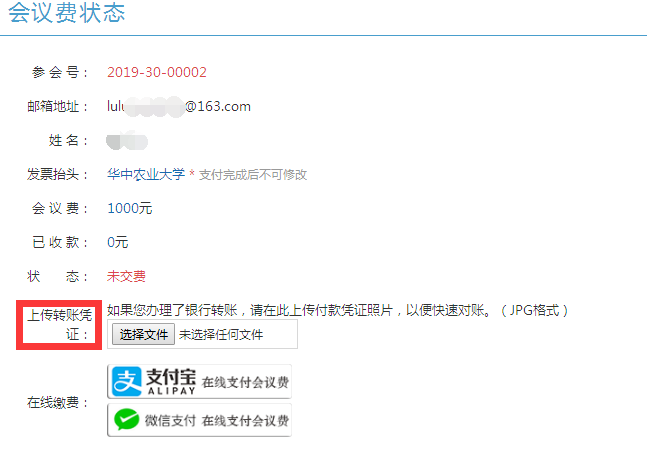 会议费状态
参 会 号： 2019-30-00002
邮箱地址： lulu @163.com
姓 名：
发票抬头： 华中农业大学 * 支付完成后不可修改
会 议 费： 1000元
已 收 款： 0元
状 态： 未交费
上传转账凭证： 如果您办理了银行转账，请在此上传付款凭证照片，以便快速对账。（JPG格式）
选择文件 未选择任何文件
在线缴费：
支付宝 ALIPAY 在线支付会议费
微信支付 在线支付会议费